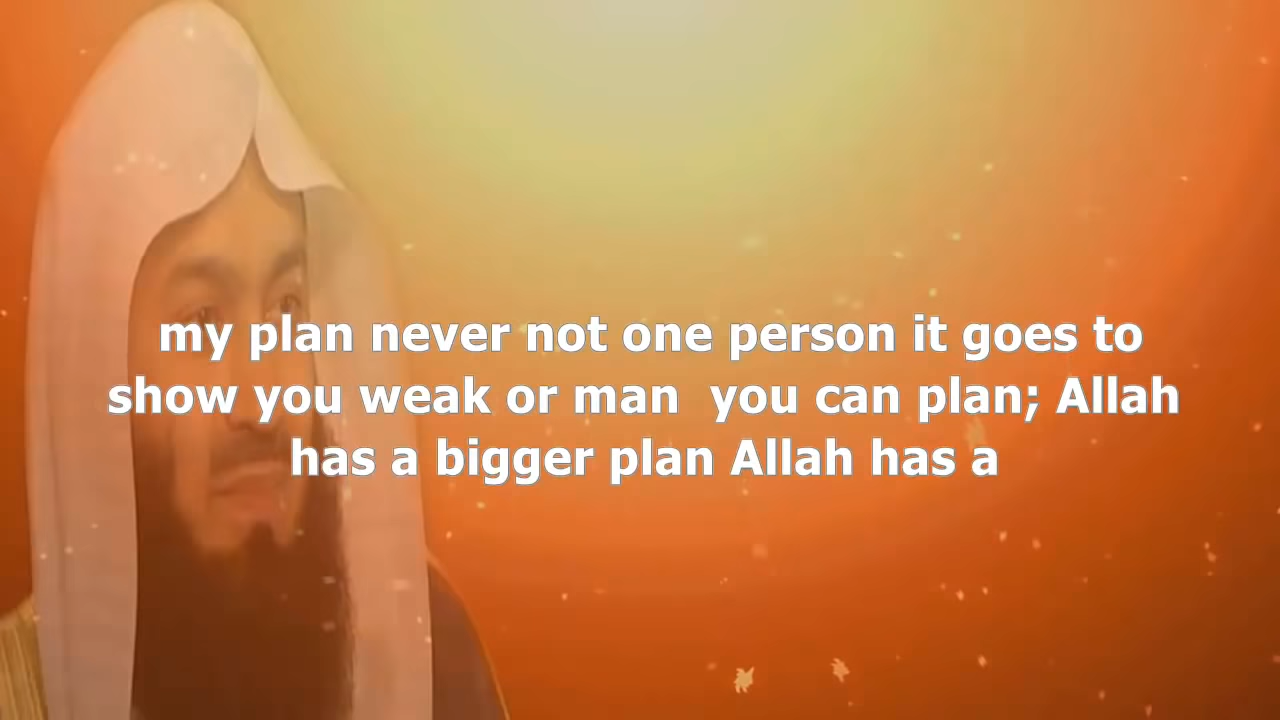 my plan never not one person it goes to
show you weak or man  you can plan; Allah
has a bigger plan Allah has a